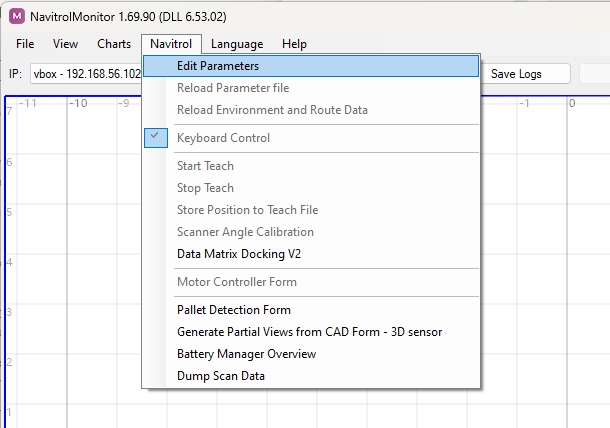 M NavitrolMonitor 1.69.90 (DLL 6.53.02)
File View Charts Navitrol Language Help
IP: vbox - 192.168.56.102 Save Logs
Edit Parameters
Reload Parameter file
Reload Environment and Route Data
Keyboard Control
Start Teach
Stop Teach
Store Position to Teach File
Scanner Angle Calibration
Data Matrix Docking V2
Motor Controller Form
Pallet Detection Form
Generate Partial Views from CAD Form - 3D sensor
Battery Manager Overview
Dump Scan Data
-11 -10 -9 -1 0
7
6
5
4
3
2
1